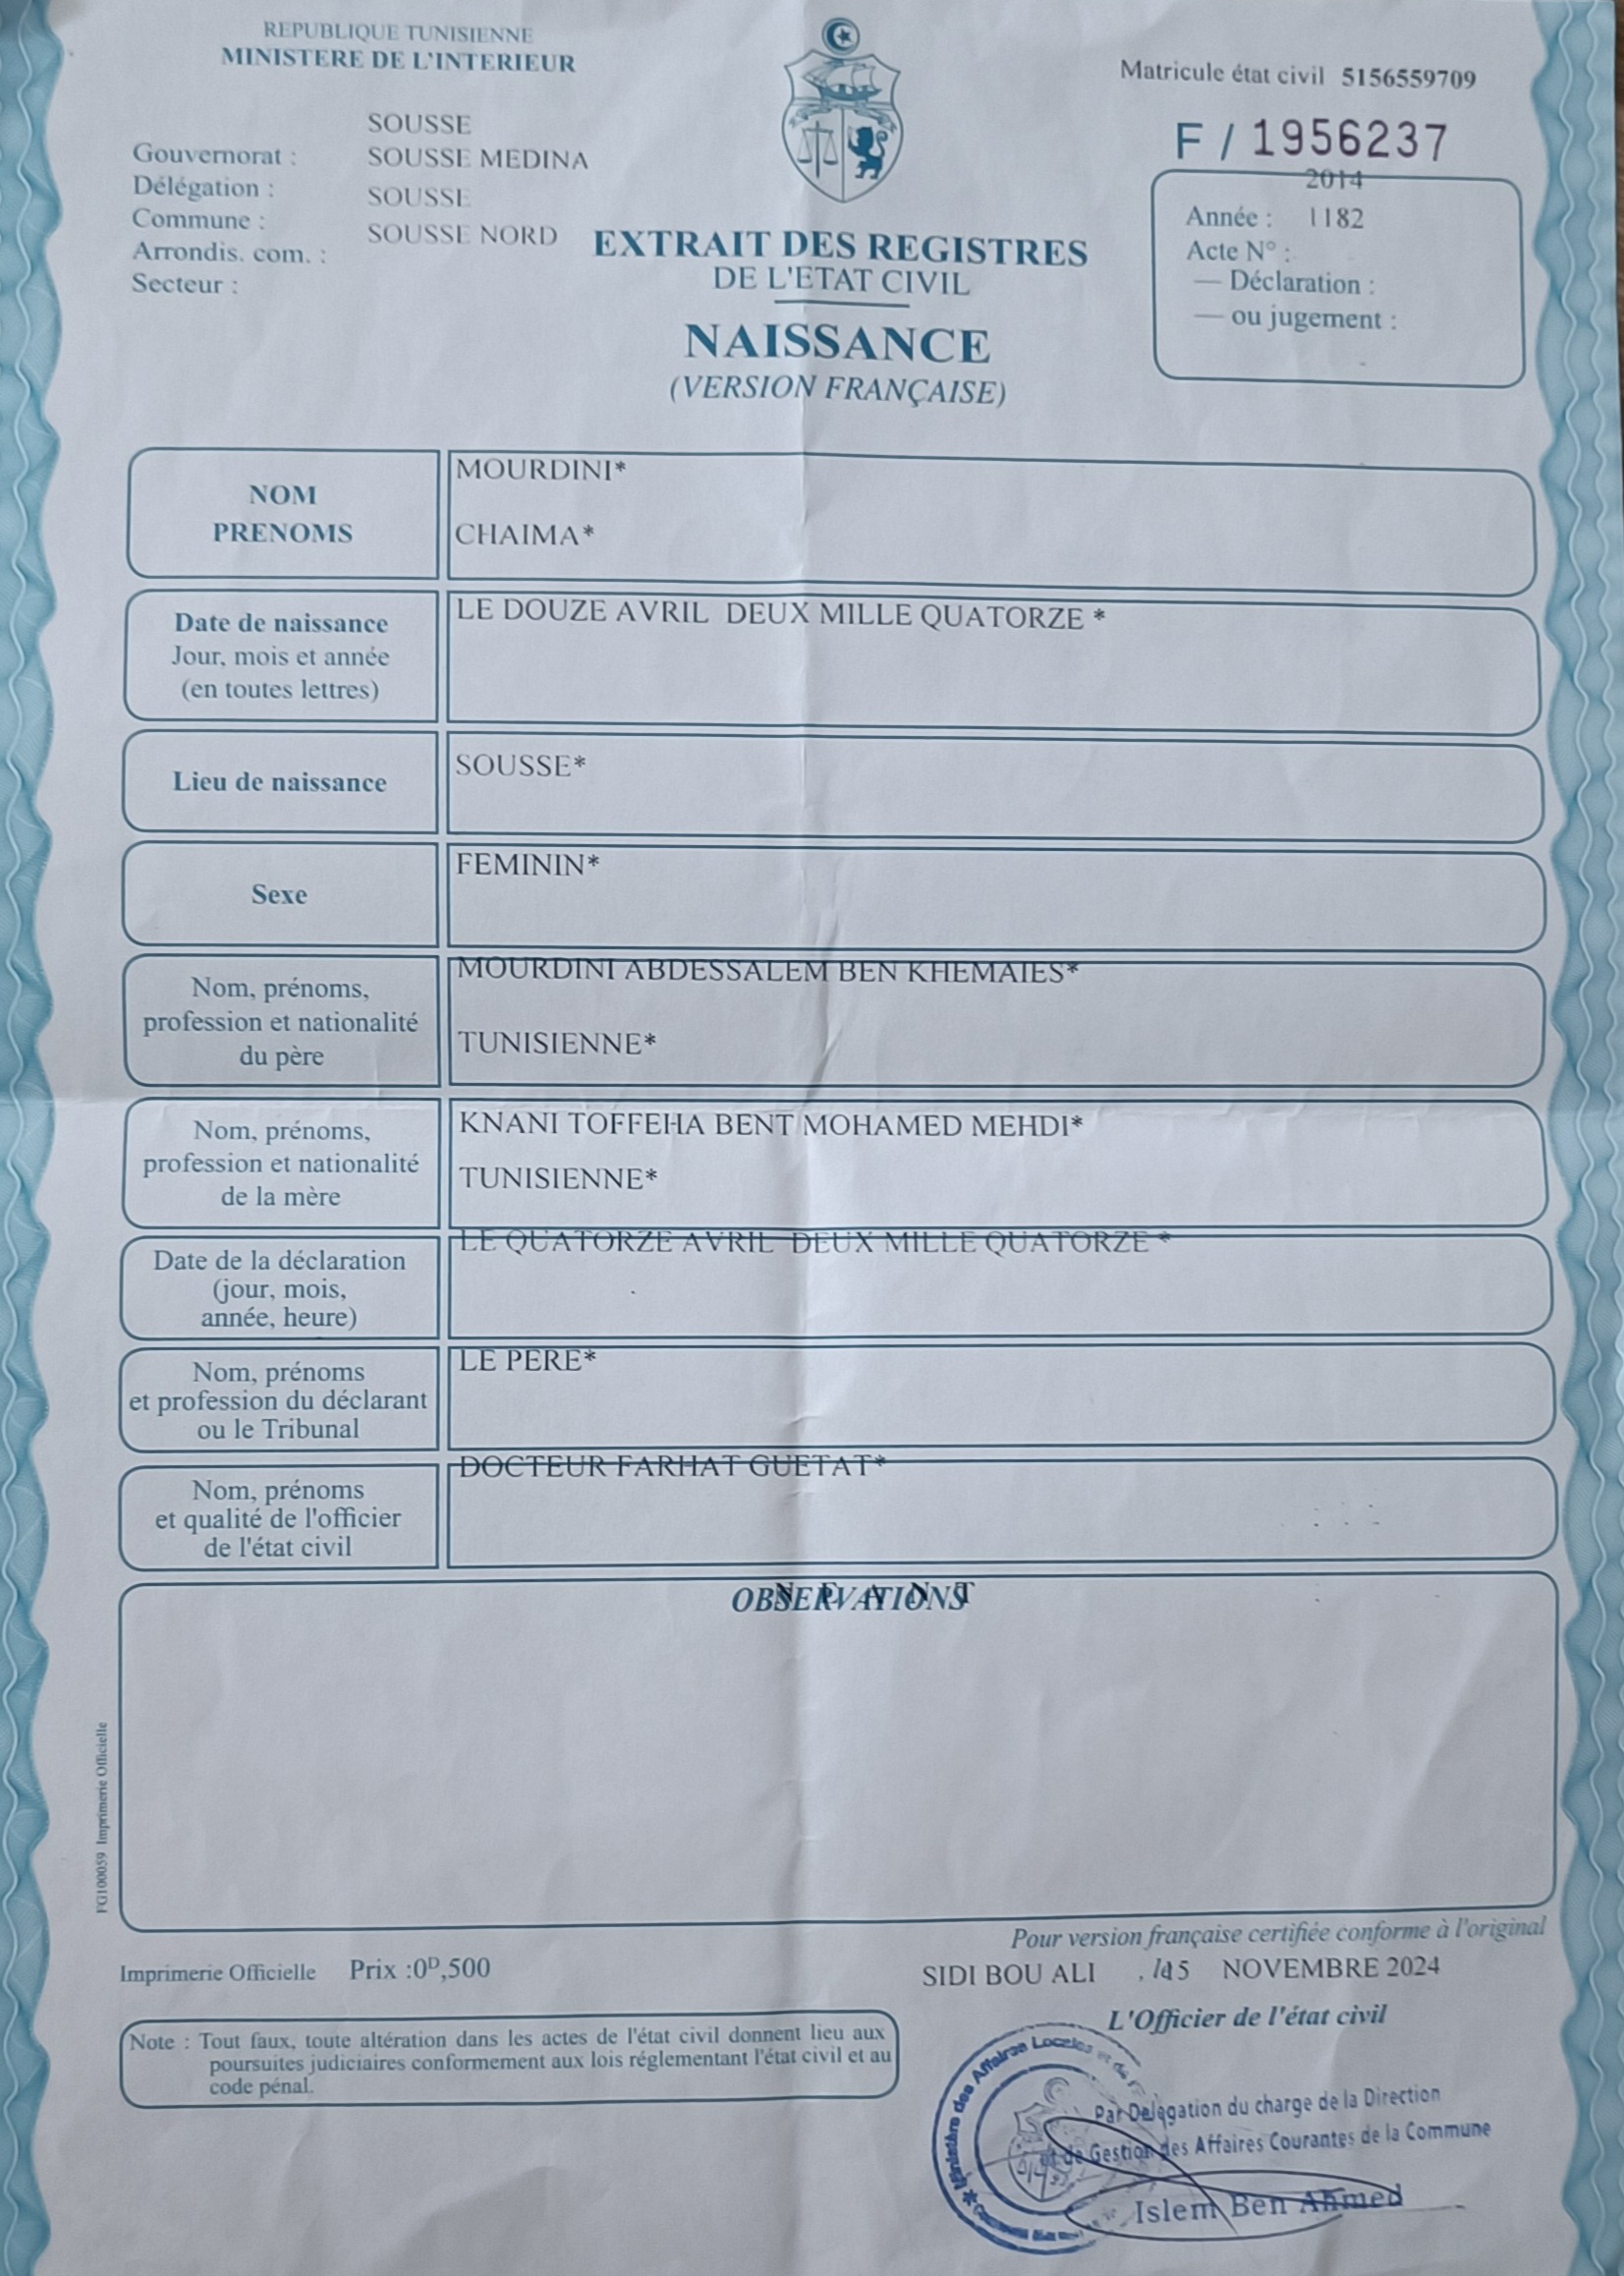 REPUBLIQUE TUNISIENNE
MINISTERE DE L'INTERIEUR
Matricule état civil 5156559709
F / 1956237
SOUSSE
Gouvernorat : SOUSSE MEDINA
Délégation : SOUSSE
Commune : SOUSSE NORD
Arrondis. com. :
Secteur :
2014
Année : 1182
Acte N° :
— Déclaration :
— ou jugement :
EXTRAIT DES REGISTRES
DE L'ETAT CIVIL
NAISSANCE
(VERSION FRANÇAISE)
NOM
PRENOMS
MOURDINI*
CHAIMA*
Date de naissance
Jour, mois et année
(en toutes lettres)
LE DOUZE AVRIL DEUX MILLE QUATORZE *
Lieu de naissance
SOUSSE*
Sexe
FEMININ*
Nom, prénoms,
profession et nationalité
du père
MOURDINI ABDESSALEM BEN KHEMAIES*
TUNISIENNE*
Nom, prénoms,
profession et nationalité
de la mère
KNANI TOFFEHA BENT MOHAMED MEHDI*
TUNISIENNE*
Date de la déclaration
(jour, mois,
année, heure)
LE QUATORZE AVRIL DEUX MILLE QUATORZE *
Nom, prénoms
et profession du déclarant
ou le Tribunal
LE PERE*
Nom, prénoms
et qualité de l'officier
de l'état civil
DOCTEUR FARHAT GUETAT*
OBSERVATIONS
N E A N T
FG100059 Imprimerie Officielle
Pour version française certifiée conforme à l'original
Imprimerie Officielle Prix :0ᴰ,500
SIDI BOU ALI , le 15 NOVEMBRE 2024
L'Officier de l'état civil
Note : Tout faux, toute altération dans les actes de l'état civil donnent lieu aux
poursuites judiciaires conformement aux lois réglementant l'état civil et au
code pénal.
Ministère des Affaires Locales et de
Par Delegation du charge de la Direction
et de Gestion des Affaires Courantes de la Commune
Islem Ben Ahmed